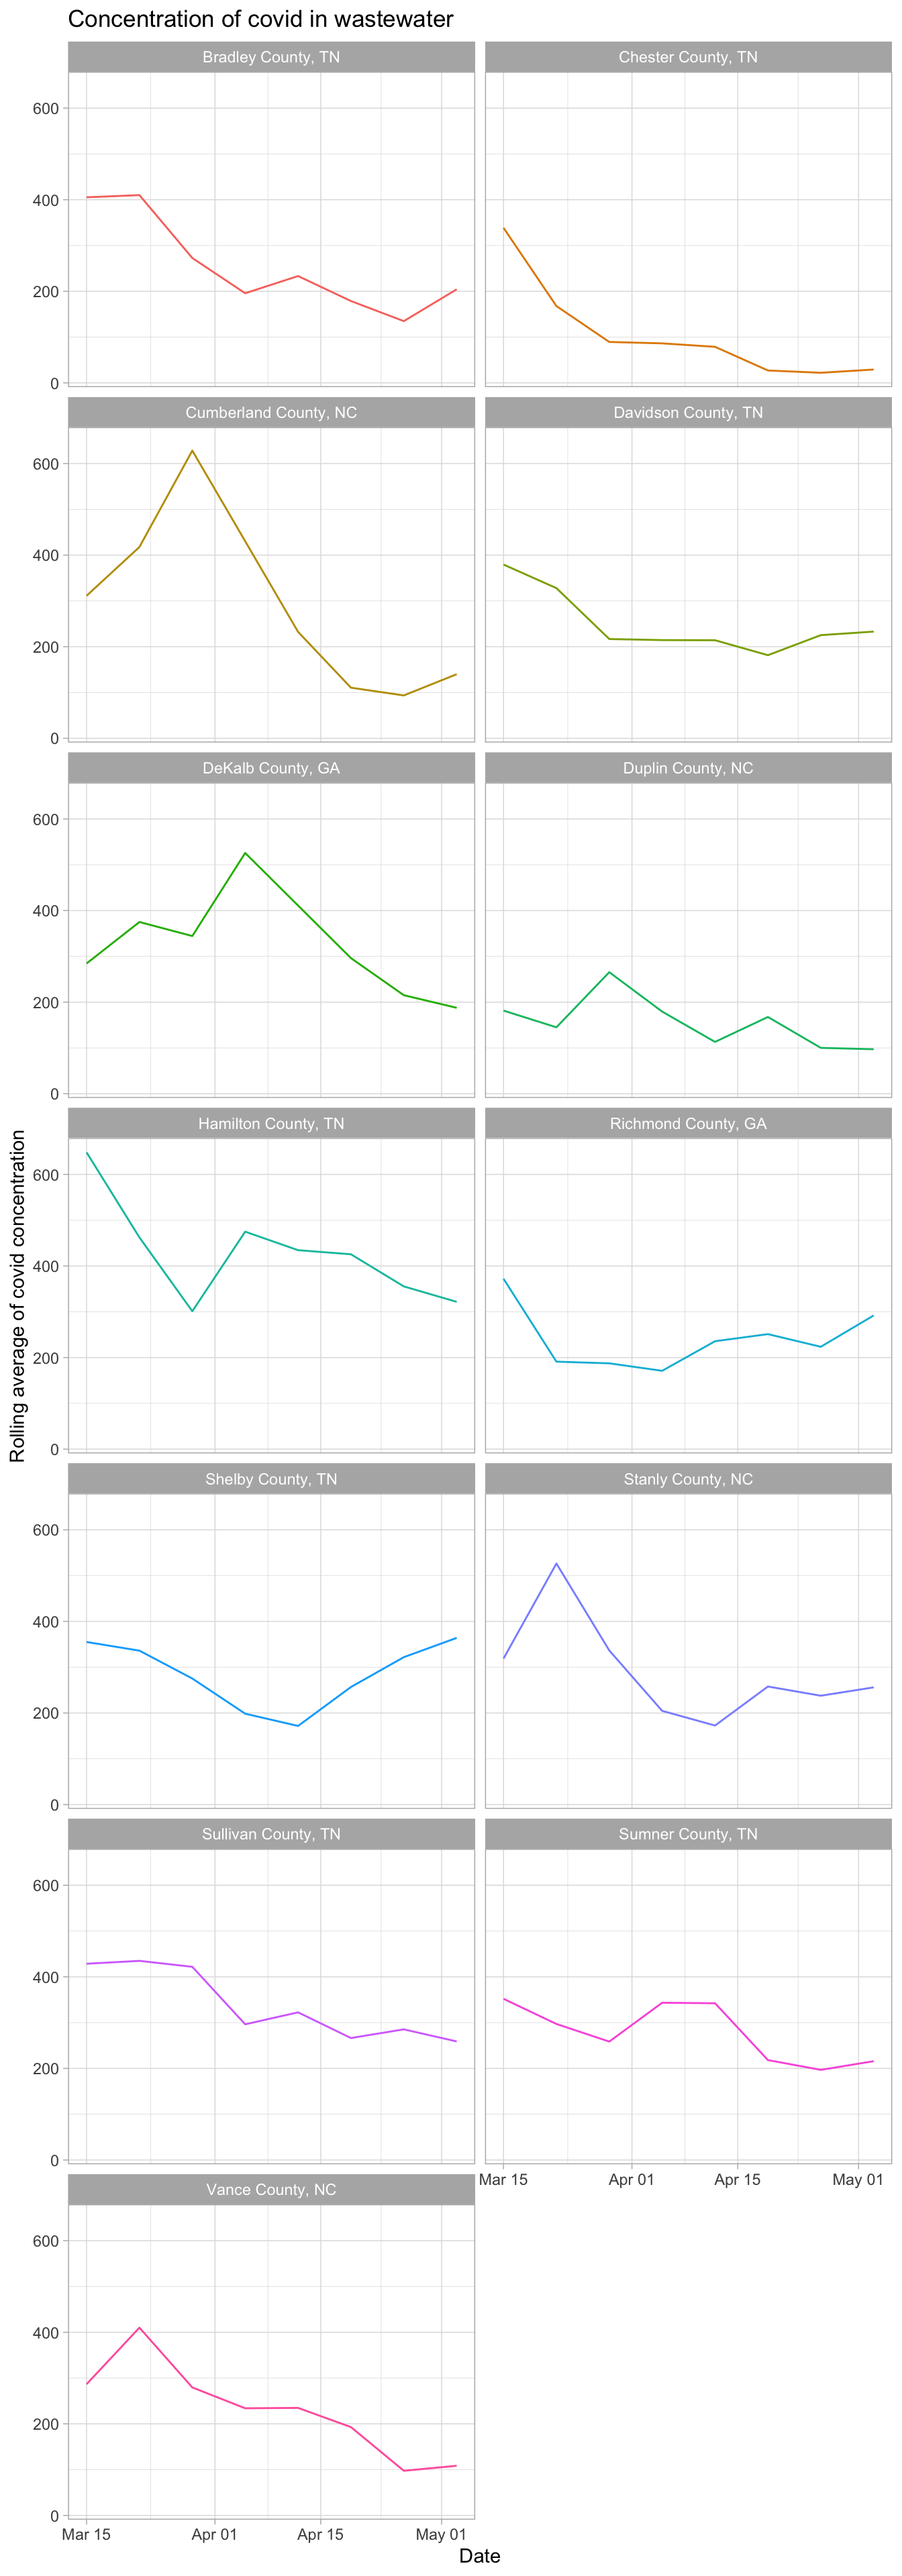 Concentration of covid in wastewater
Bradley County, TN
Chester County, TN
600
400
200
0
Cumberland County, NC
Davidson County, TN
600
400
200
0
DeKalb County, GA
Duplin County, NC
600
400
200
0
Hamilton County, TN
Richmond County, GA
600
400
200
0
Rolling average of covid concentration
Shelby County, TN
Stanly County, NC
600
400
200
0
Sullivan County, TN
Sumner County, TN
600
400
200
0
Mar 15 Apr 01 Apr 15 May 01
Vance County, NC
600
400
200
0
Mar 15 Apr 01 Apr 15 May 01
Date